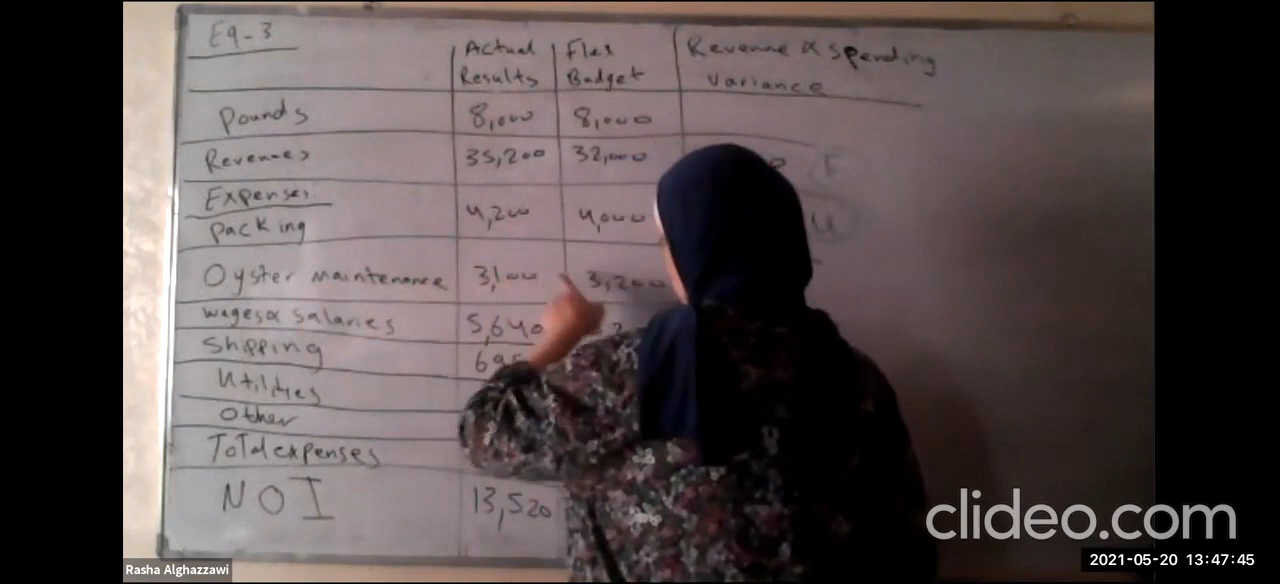 E9-3
Actual Results
Flex Budget
Revenue & Spending Variance
Pounds 8,000 8,000
Revenues 35,200 32,000 F
Expenses:
Packing 4,200 4,000 U
Oyster Maintenance 3,100 3,200
wages & Salaries 5,640
Shipping
Utilities
Other
Total expenses
NOI 13,520
clideo.com
Rasha Alghazzawi
2021-05-20 13:47:45